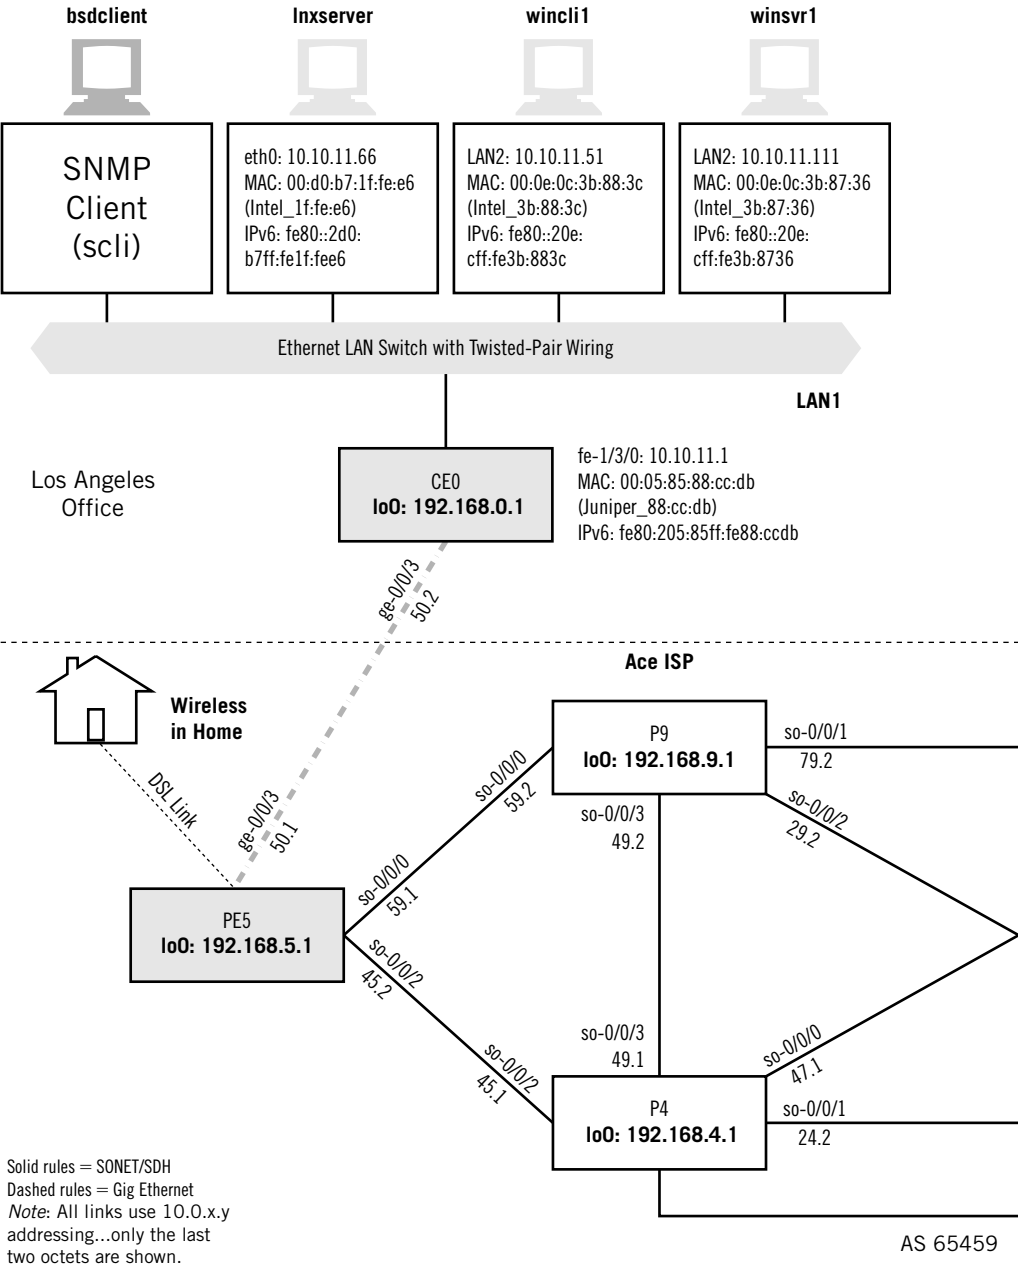 bsdclient
lnxserver
wincli1
winsvr1
SNMP
Client
(scli)
eth0: 10.10.11.66
MAC: 00:d0:b7:1f:fe:e6
(Intel_1f:fe:e6)
IPv6: fe80::2d0:
b7ff:fe1f:fee6
LAN2: 10.10.11.51
MAC: 00:0e:0c:3b:88:3c
(Intel_3b:88:3c)
IPv6: fe80::20e:
cff:fe3b:883c
LAN2: 10.10.11.111
MAC: 00:0e:0c:3b:87:36
(Intel_3b:87:36)
IPv6: fe80::20e:
cff:fe3b:8736
Ethernet LAN Switch with Twisted-Pair Wiring
LAN1
Los Angeles
Office
CE0
lo0: 192.168.0.1
fe-1/3/0: 10.10.11.1
MAC: 00:05:85:88:cc:db
(Juniper_88:cc:db)
IPv6: fe80:205:85ff:fe88:ccdb
ge-0/0/3
50.2
Ace ISP
Wireless
in Home
DSL Link
ge-0/0/3
50.1
P9
lo0: 192.168.9.1
so-0/0/1
79.2
so-0/0/0
59.2
so-0/0/3
49.2
so-0/0/2
29.2
so-0/0/0
59.1
PE5
lo0: 192.168.5.1
so-0/0/2
45.2
so-0/0/2
45.1
so-0/0/3
49.1
so-0/0/0
47.1
P4
lo0: 192.168.4.1
so-0/0/1
24.2
Solid rules = SONET/SDH
Dashed rules = Gig Ethernet
Note: All links use 10.0.x.y
addressing...only the last
two octets are shown.
AS 65459